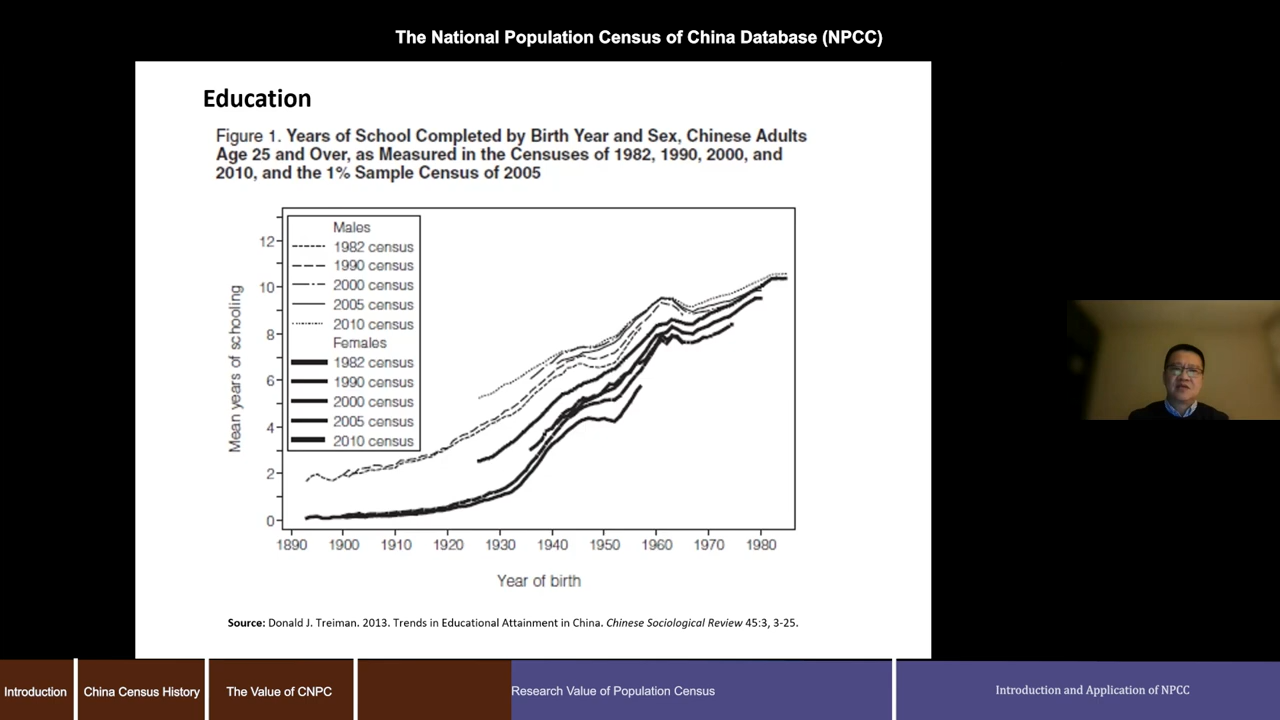 The National Population Census of China Database (NPCC)
Education
Figure 1. Years of School Completed by Birth Year and Sex, Chinese Adults
Age 25 and Over, as Measured in the Censuses of 1982, 1990, 2000, and
2010, and the 1% Sample Census of 2005
Mean years of schooling
12
10
8
6
4
2
0
Males
1982 census
1990 census
2000 census
2005 census
2010 census
Females
1982 census
1990 census
2000 census
2005 census
2010 census
1890 1900 1910 1920 1930 1940 1950 1960 1970 1980
Year of birth
Source: Donald J. Treiman. 2013. Trends in Educational Attainment in China. Chinese Sociological Review 45:3, 3-25.
Introduction
China Census History
The Value of CNPC
Research Value of Population Census
Introduction and Application of NPCC